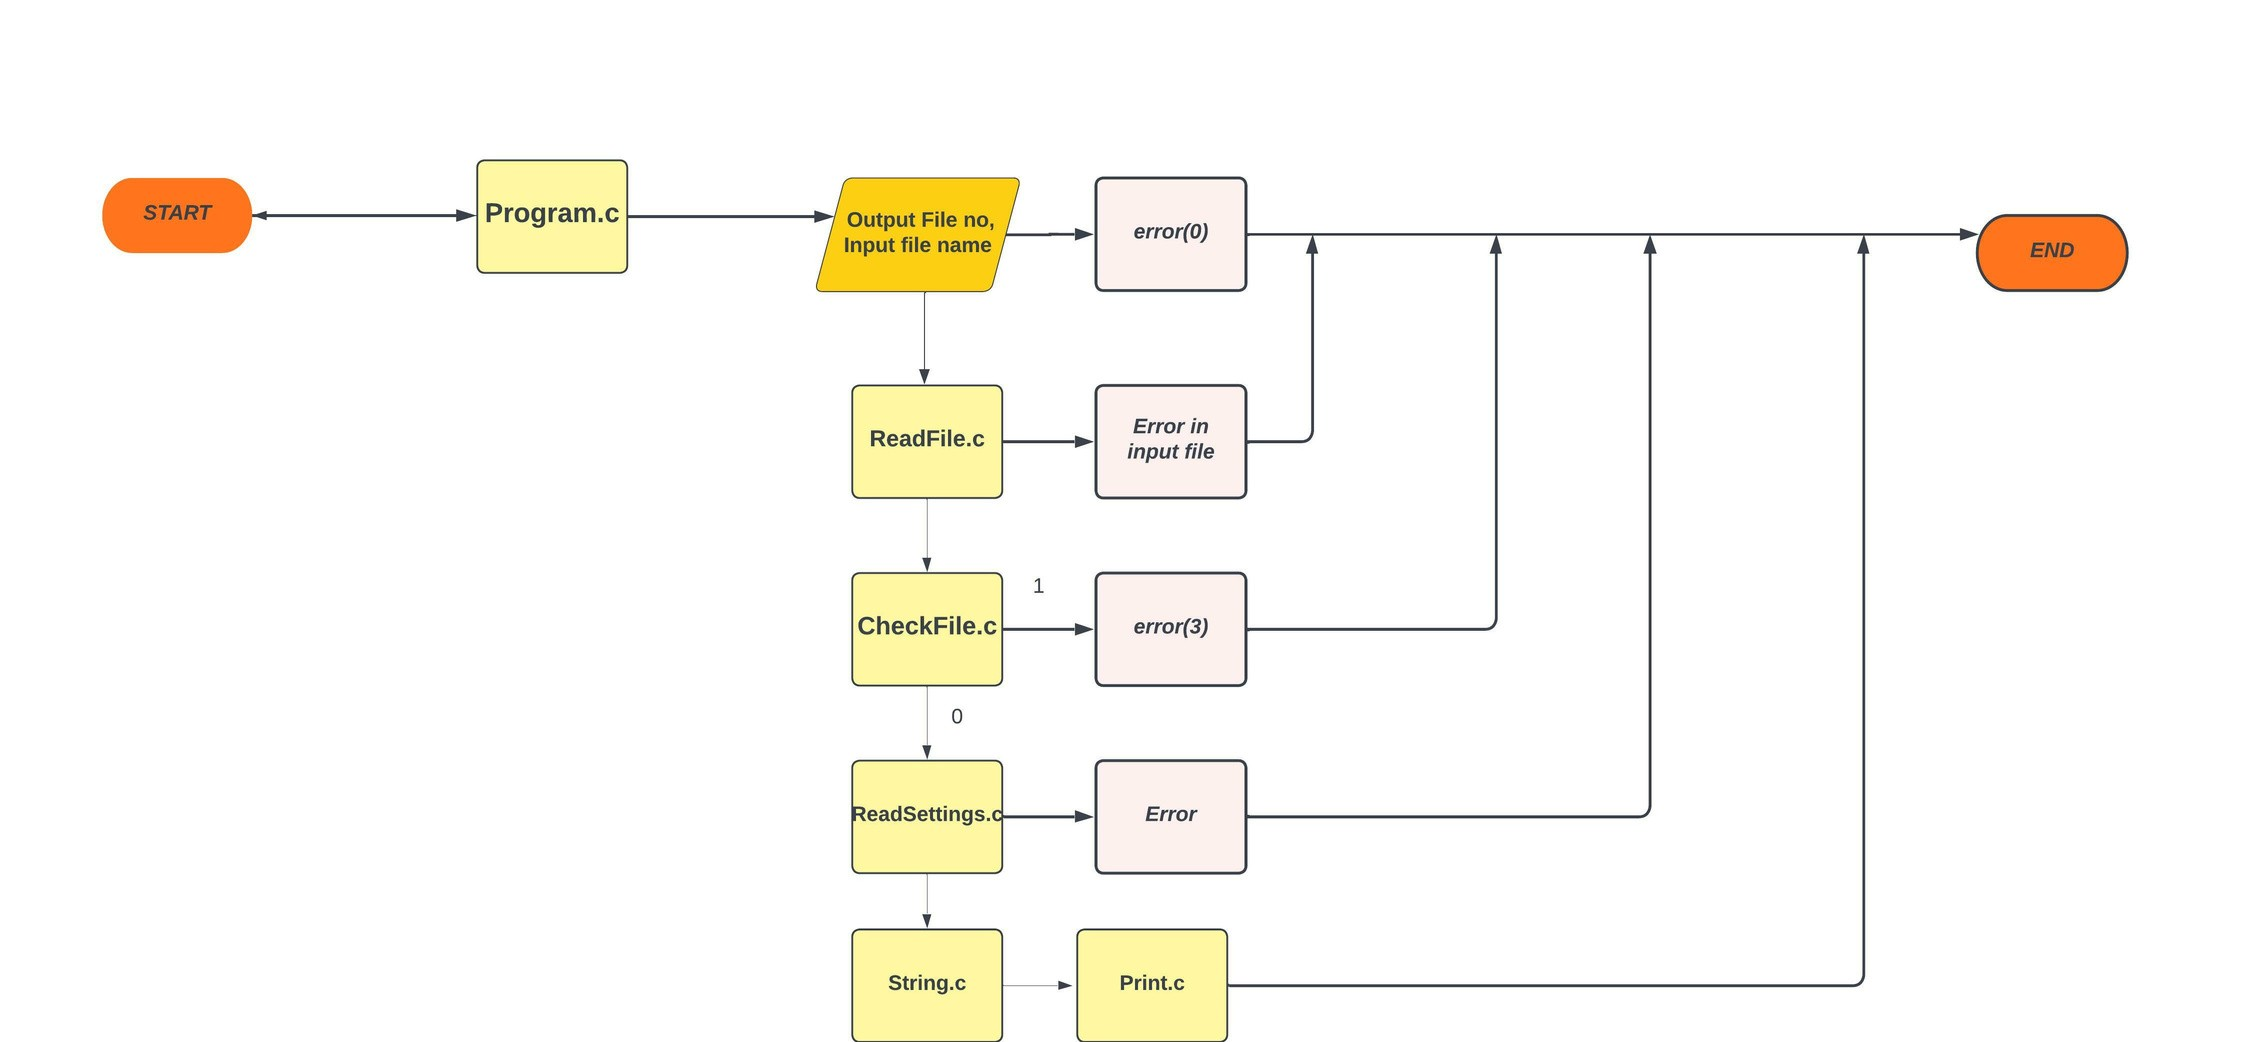 START
Program.c
Output File no,
Input file name
error(0)
END
ReadFile.c
Error in
input file
1
CheckFile.c
error(3)
0
ReadSettings.c
Error
String.c
Print.c